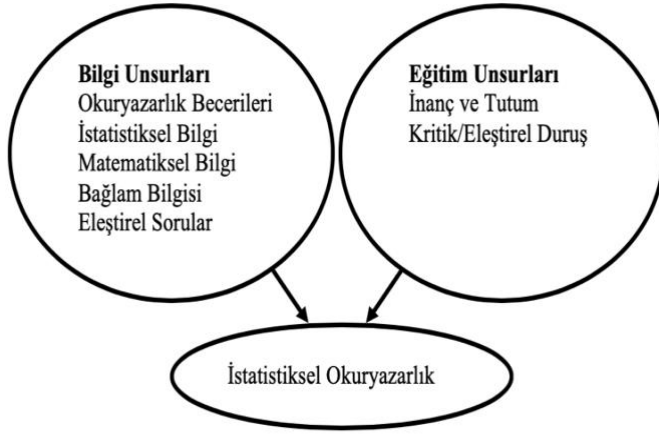 Bilgi Unsurları
Okuryazarlık Becerileri
İstatistiksel Bilgi
Matematiksel Bilgi
Bağlam Bilgisi
Eleştirel Sorular
Eğitim Unsurları
İnanç ve Tutum
Kritik/Eleştirel Duruş
İstatistiksel Okuryazarlık